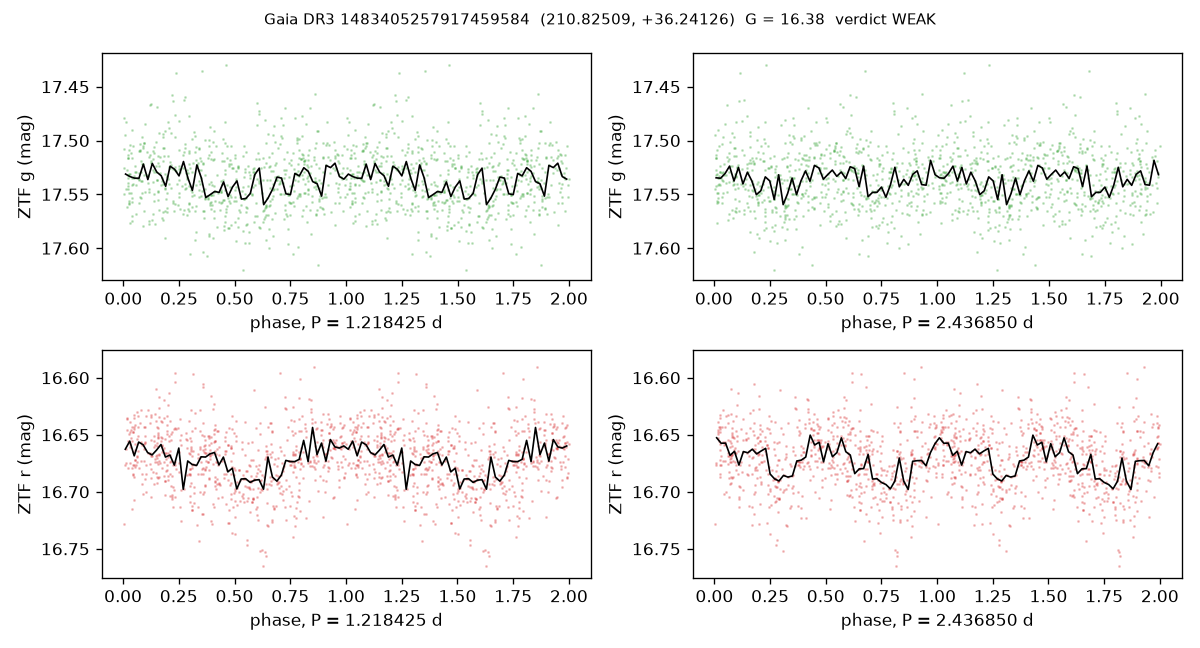 Gaia DR3 1483405257917459584 (210.82509, +36.24126) G = 16.38 verdict WEAK
ZTF g (mag)
17.45
17.50
17.55
17.60
0.00 0.25 0.50 0.75 1.00 1.25 1.50 1.75 2.00
phase, P = 1.218425 d
ZTF g (mag)
17.45
17.50
17.55
17.60
0.00 0.25 0.50 0.75 1.00 1.25 1.50 1.75 2.00
phase, P = 2.436850 d
ZTF r (mag)
16.60
16.65
16.70
16.75
0.00 0.25 0.50 0.75 1.00 1.25 1.50 1.75 2.00
phase, P = 1.218425 d
ZTF r (mag)
16.60
16.65
16.70
16.75
0.00 0.25 0.50 0.75 1.00 1.25 1.50 1.75 2.00
phase, P = 2.436850 d